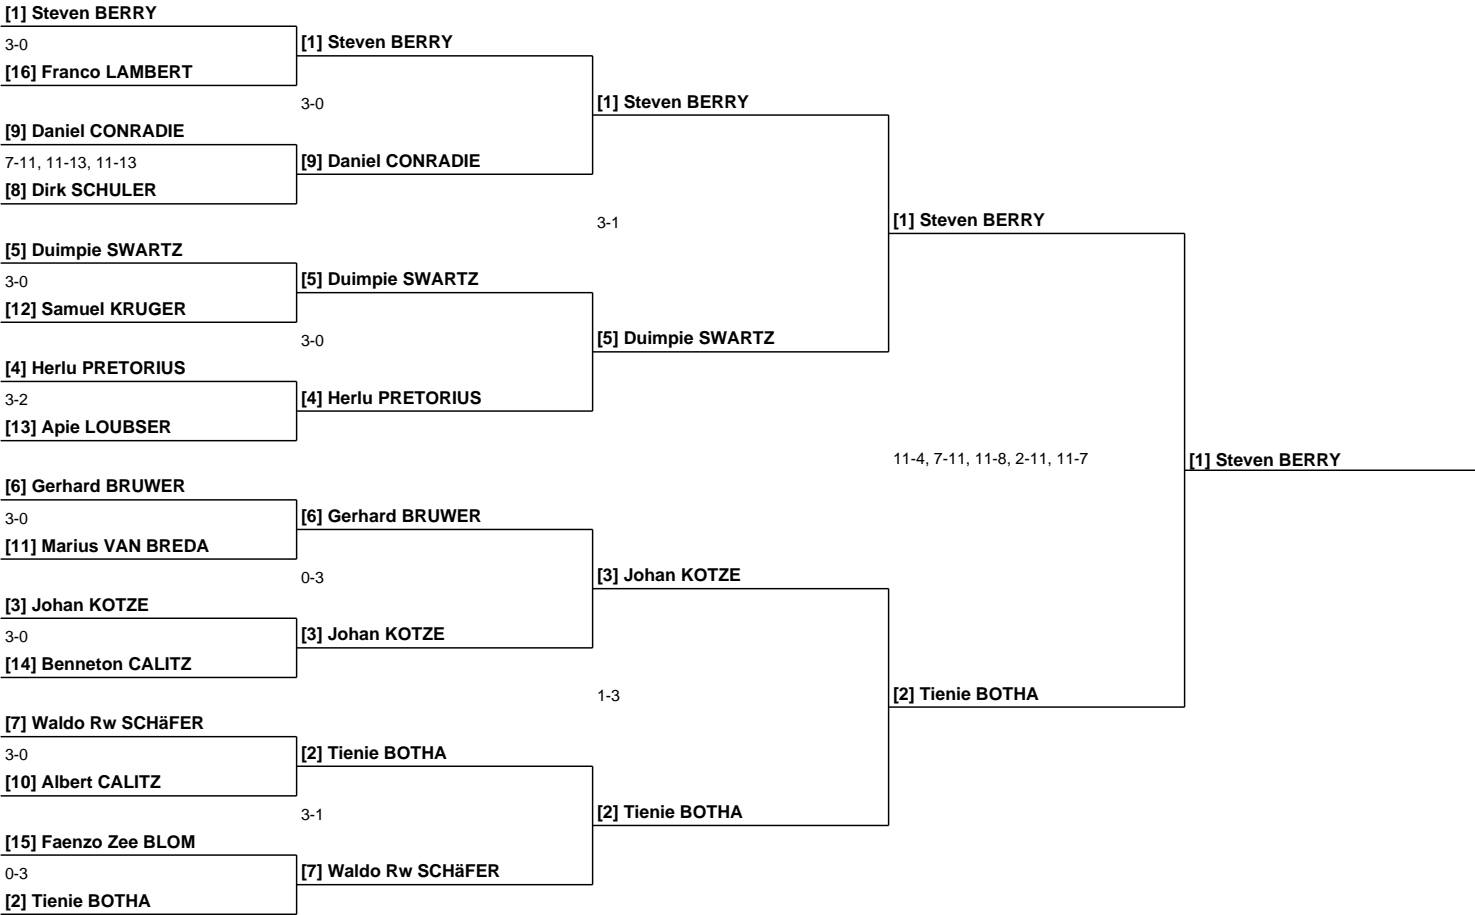 [1] Steven BERRY
3-0
[16] Franco LAMBERT
[9] Daniel CONRADIE
7-11, 11-13, 11-13
[8] Dirk SCHULER
[5] Duimpie SWARTZ
3-0
[12] Samuel KRUGER
[4] Herlu PRETORIUS
3-2
[13] Apie LOUBSER
[6] Gerhard BRUWER
3-0
[11] Marius VAN BREDA
[3] Johan KOTZE
3-0
[14] Benneton CALITZ
[7] Waldo Rw SCHäFER
3-0
[10] Albert CALITZ
[15] Faenzo Zee BLOM
0-3
[2] Tienie BOTHA
[1] Steven BERRY
3-0
[9] Daniel CONRADIE
[5] Duimpie SWARTZ
3-0
[4] Herlu PRETORIUS
[6] Gerhard BRUWER
0-3
[3] Johan KOTZE
[2] Tienie BOTHA
3-1
[7] Waldo Rw SCHäFER
[1] Steven BERRY
3-1
[5] Duimpie SWARTZ
[3] Johan KOTZE
1-3
[2] Tienie BOTHA
[1] Steven BERRY
11-4, 7-11, 11-8, 2-11, 11-7
[2] Tienie BOTHA
[1] Steven BERRY